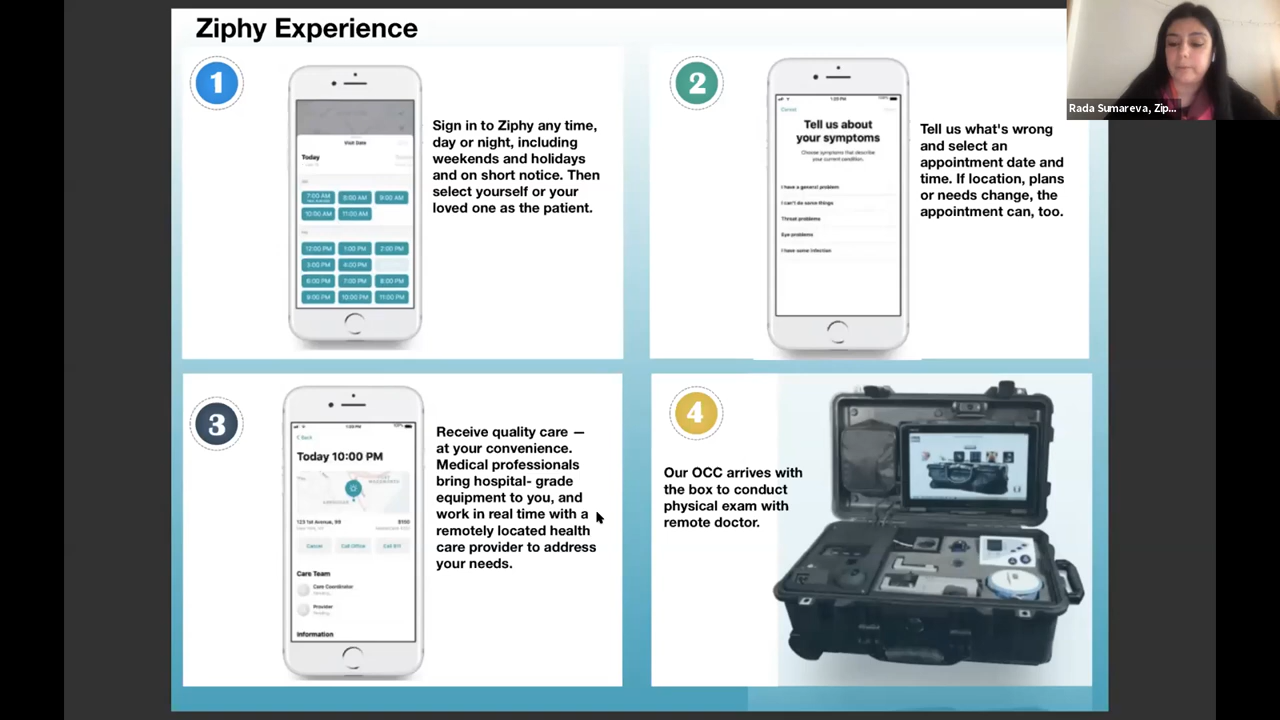 Ziphy Experience
Rada Sumareva, Zip...
1
Visit Date
Today
7:00 AM
8:00 AM
9:00 AM
10:00 AM
11:00 AM
12:00 PM
1:00 PM
2:00 PM
3:00 PM
4:00 PM
6:00 PM
7:00 PM
8:00 PM
9:00 PM
10:00 PM
11:00 PM
Sign in to Ziphy any time,
day or night, including
weekends and holidays
and on short notice. Then
select yourself or your
loved one as the patient.
2
Cancel
Tell us about
your symptoms
Choose symptoms that describe
your current condition.
I have a general problem
I can't do some things
Throat problems
Eye problems
I have some infection
Tell us what's wrong
and select an
appointment date and
time. If location, plans
or needs change, the
appointment can, too.
3
Back
Today 10:00 PM
123 1st Avenue, 99
$150
Cancel
Call Office
Call 911
Care Team
Care Coordinator
Pending...
Provider
Pending...
Information
Receive quality care —
at your convenience.
Medical professionals
bring hospital- grade
equipment to you, and
work in real time with a
remotely located health
care provider to address
your needs.
4
Our OCC arrives with
the box to conduct
physical exam with
remote doctor.